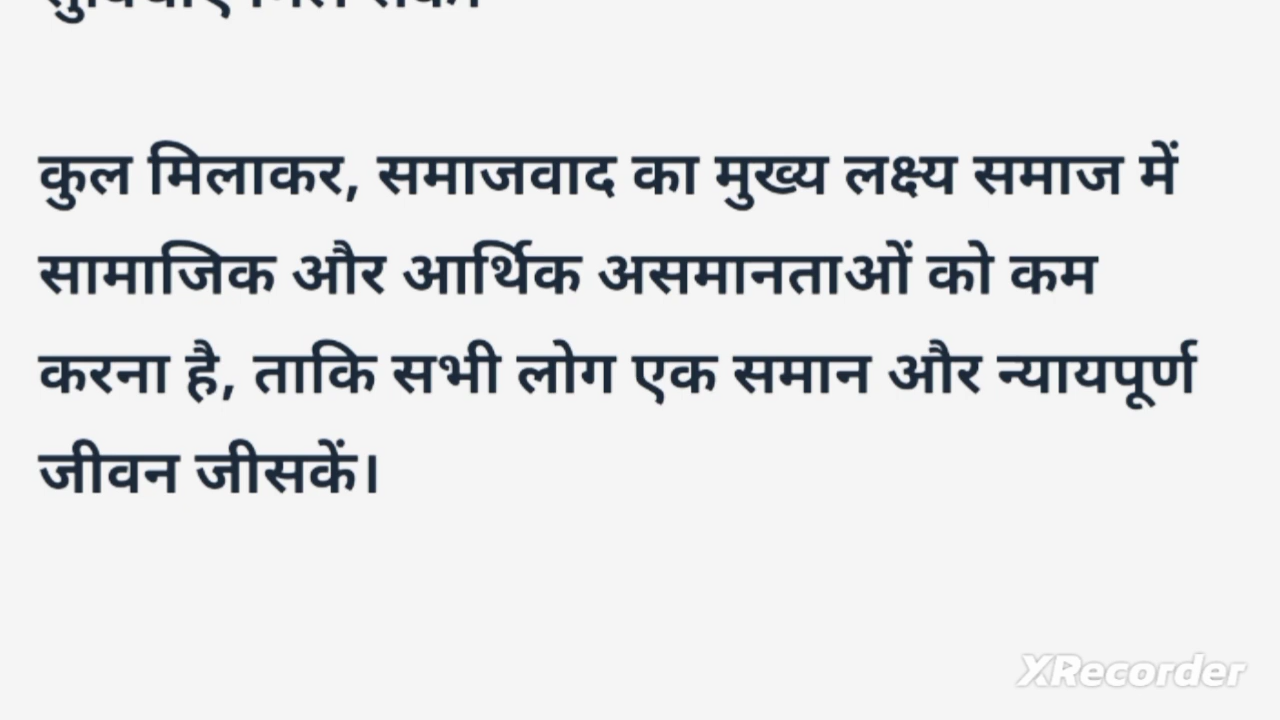 कुल मिलाकर, समाजवाद का मुख्य लक्ष्य समाज में
सामाजिक और आर्थिक असमानताओं को कम
करना है, ताकि सभी लोग एक समान और न्यायपूर्ण
जीवन जीसकें।
XRecorder